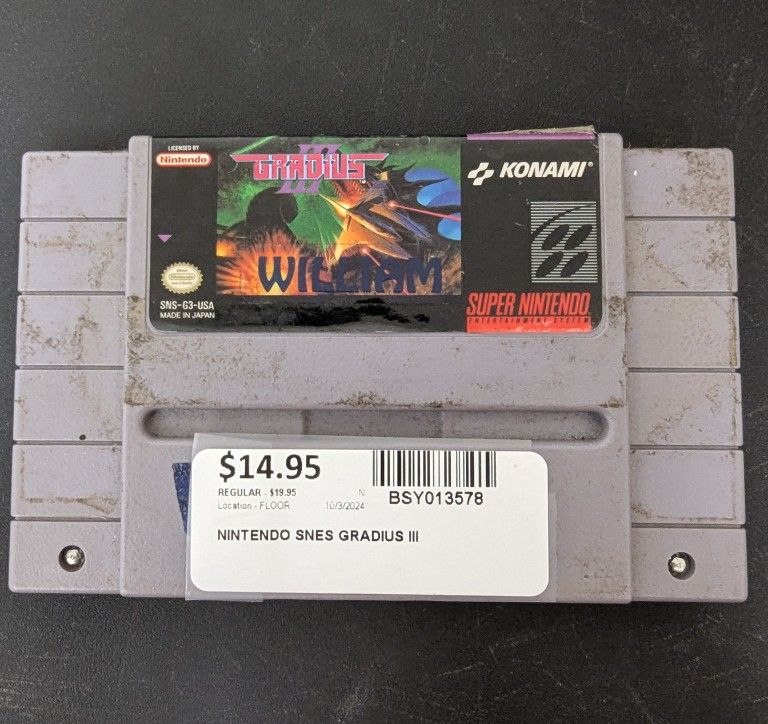 LICENSED BY
Nintendo
GRADIUS III
KONAMI®
WILLIAM
SNS-G3-USA
MADE IN JAPAN
SUPER NINTENDO
ENTERTAINMENT SYSTEM
$14.95
REGULAR - $19.95 N
Location - FLOOR 10/3/2024
BSY013578
NINTENDO SNES GRADIUS III